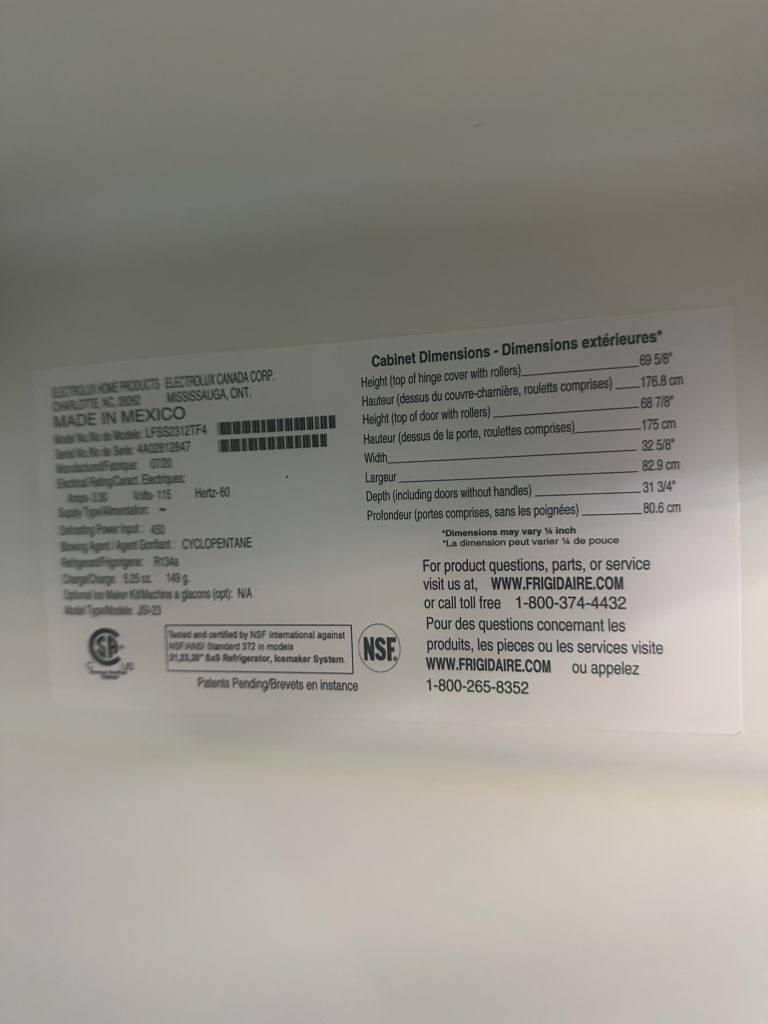 ELECTROLUX HOME PRODUCTS ELECTROLUX CANADA CORP.
CHARLOTTE, NC, 28262 MISSISSAUGA, ONT.
MADE IN MEXICO
Model No./No de Modele: LFSS2312TF4
Serial No./No de Serie: 4A02812847
Manufactured/Fabrique: 07/20
Electrical Rating/Caract. Electriques:
Amps- 3.30 Volts- 115 Hertz- 60
Supply Type/Alimentation: ~
Defrosting Power Input: 450
Blowing Agent / Agent Gonflant : CYCLOPENTANE
Refrigerant/Frigorigene: R134a
Charge/Charge: 5.25 oz. 149 g.
Optional Ice Maker Kit/Machine a glacons (opt): N/A
Model Type/Modele: JSI-23
SA
C US
Tested and certified by NSF International against
NSF/ANSI Standard 372 in models
SxS Refrigerator, Icemaker System.
NSF.
Patents Pending/Brevets en instance
Cabinet Dimensions - Dimensions extérieures*
Height (top of hinge cover with rollers) 69 5/8"
Hauteur (dessus du couvre-charnière, rouletts comprises) 176.8 cm
Height (top of door with rollers) 68 7/8"
Hauteur (dessus de la porte, roulettes comprises) 175 cm
Width 32 5/8"
Largeur 82.9 cm
Depth (including doors without handles) 31 3/4"
Profondeur (portes comprises, sans les poignées) 80.6 cm
*Dimensions may vary ¼ inch
*La dimension peut varier ¼ de pouce
For product questions, parts, or service
visit us at, WWW.FRIGIDAIRE.COM
or call toll free 1-800-374-4432
Pour des questions concernant les
produits, les pieces ou les services visite
WWW.FRIGIDAIRE.COM ou appelez
1-800-265-8352